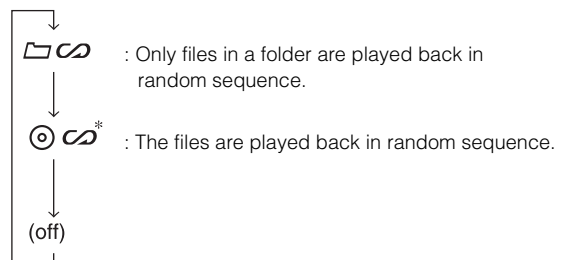 : Only files in a folder are played back in
random sequence.
* : The files are played back in random sequence.
(off)